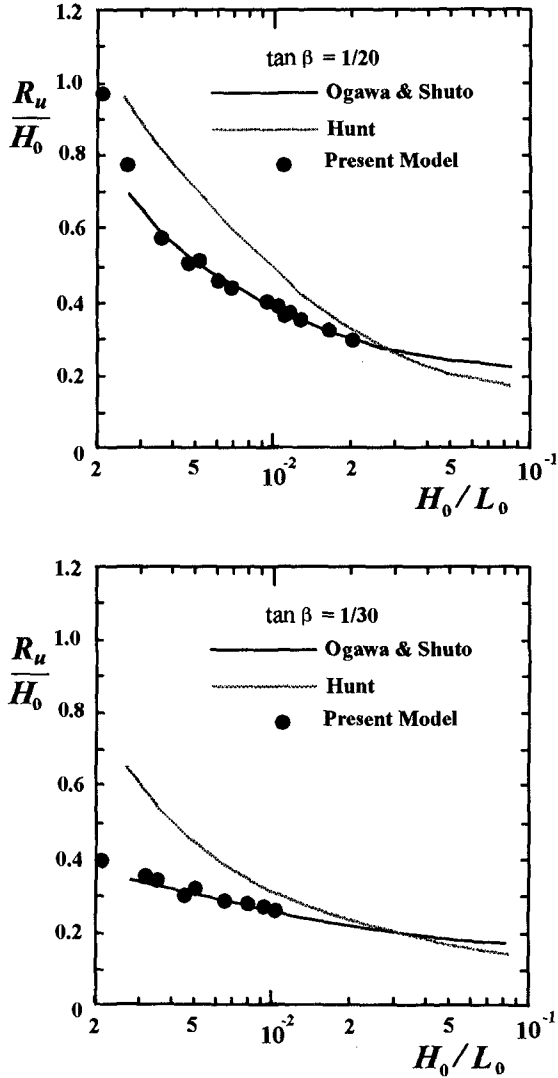 1.2
1.0
0.8
0.6
0.4
0.2
0
R_u
H_0
tan β = 1/20
Ogawa & Shuto
Hunt
Present Model
2 5 10^-2 2 5 10^-1
H_0 / L_0
1.2
1.0
0.8
0.6
0.4
0.2
0
R_u
H_0
tan β = 1/30
Ogawa & Shuto
Hunt
Present Model
2 5 10^-2 2 5 10^-1
H_0 / L_0